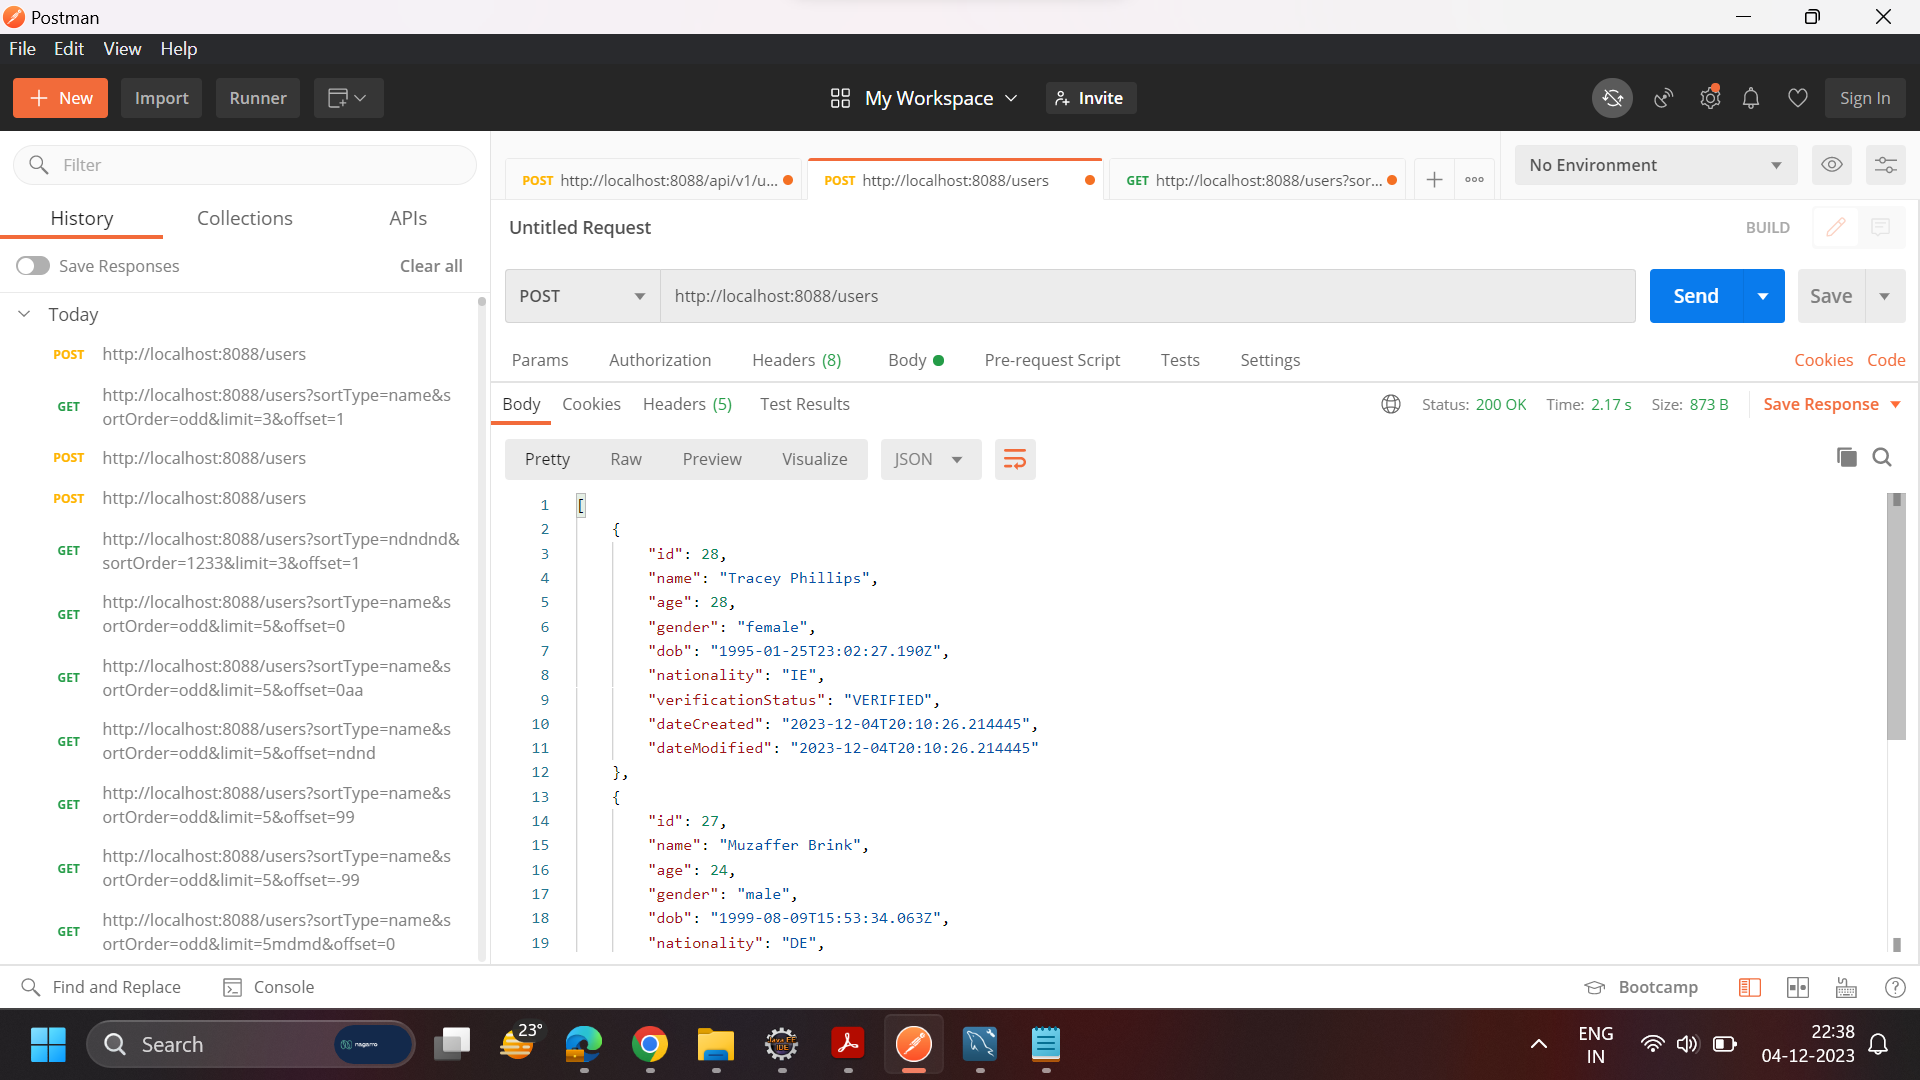 Postman
File Edit View Help
New Import Runner My Workspace Invite Sign In
Filter
History Collections APIs
Save Responses Clear all
Today
POST http://localhost:8088/users
GET http://localhost:8088/users?sortType=name&s
ortOrder=odd&limit=3&offset=1
POST http://localhost:8088/users
POST http://localhost:8088/users
GET http://localhost:8088/users?sortType=ndndnd&
sortOrder=1233&limit=3&offset=1
GET http://localhost:8088/users?sortType=name&s
ortOrder=odd&limit=5&offset=0
GET http://localhost:8088/users?sortType=name&s
ortOrder=odd&limit=5&offset=0aa
GET http://localhost:8088/users?sortType=name&s
ortOrder=odd&limit=5&offset=ndnd
GET http://localhost:8088/users?sortType=name&s
ortOrder=odd&limit=5&offset=99
GET http://localhost:8088/users?sortType=name&s
ortOrder=odd&limit=5&offset=-99
GET http://localhost:8088/users?sortType=name&s
ortOrder=odd&limit=5mdmd&offset=0
POST http://localhost:8088/api/v1/u... POST http://localhost:8088/users GET http://localhost:8088/users?sor... No Environment
Untitled Request BUILD
POST http://localhost:8088/users Send Save
Params Authorization Headers (8) Body Pre-request Script Tests Settings Cookies Code
Body Cookies Headers (5) Test Results Status: 200 OK Time: 2.17 s Size: 873 B Save Response
Pretty Raw Preview Visualize JSON
1 [
2 {
3 "id": 28,
4 "name": "Tracey Phillips",
5 "age": 28,
6 "gender": "female",
7 "dob": "1995-01-25T23:02:27.190Z",
8 "nationality": "IE",
9 "verificationStatus": "VERIFIED",
10 "dateCreated": "2023-12-04T20:10:26.214445",
11 "dateModified": "2023-12-04T20:10:26.214445"
12 },
13 {
14 "id": 27,
15 "name": "Muzaffer Brink",
16 "age": 24,
17 "gender": "male",
18 "dob": "1999-08-09T15:53:34.063Z",
19 "nationality": "DE",
Find and Replace Console Bootcamp
Search nagarro 23° Java EE IDE ENG IN 22:38
04-12-2023